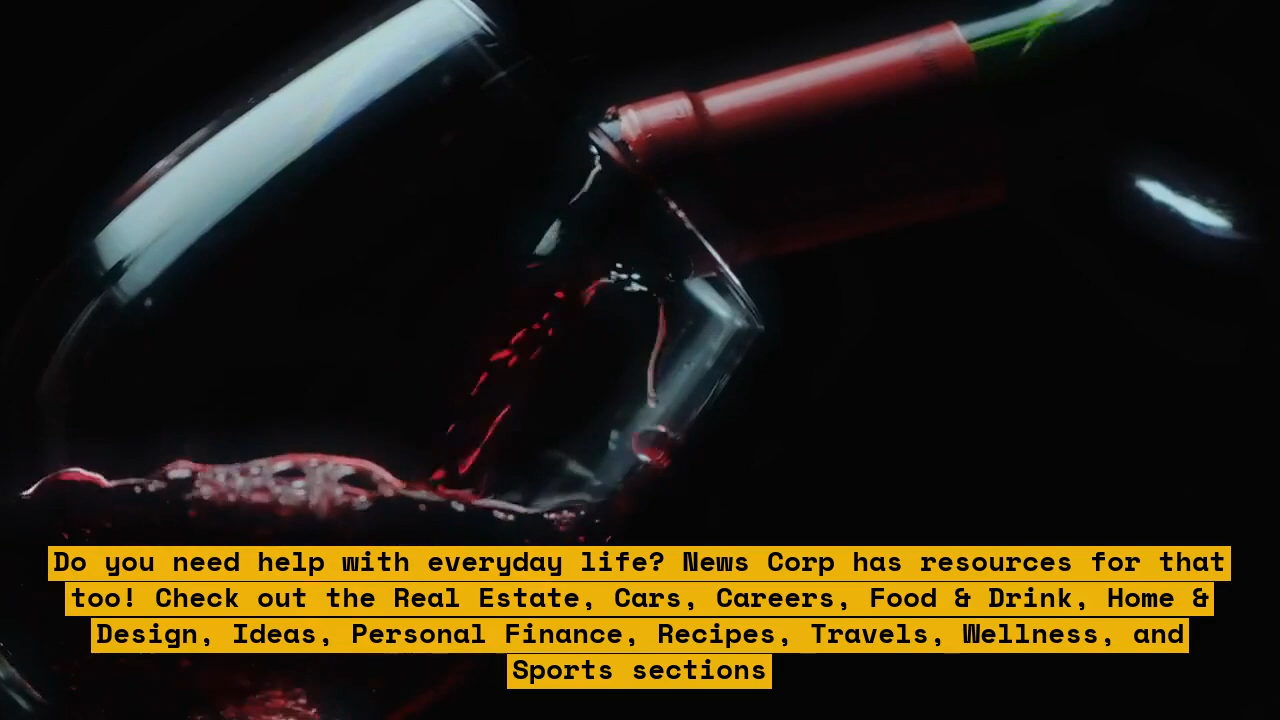 Do you need help with everyday life? News Corp has resources for that
too! Check out the Real Estate, Cars, Careers, Food & Drink, Home &
Design, Ideas, Personal Finance, Recipes, Travels, Wellness, and
Sports sections